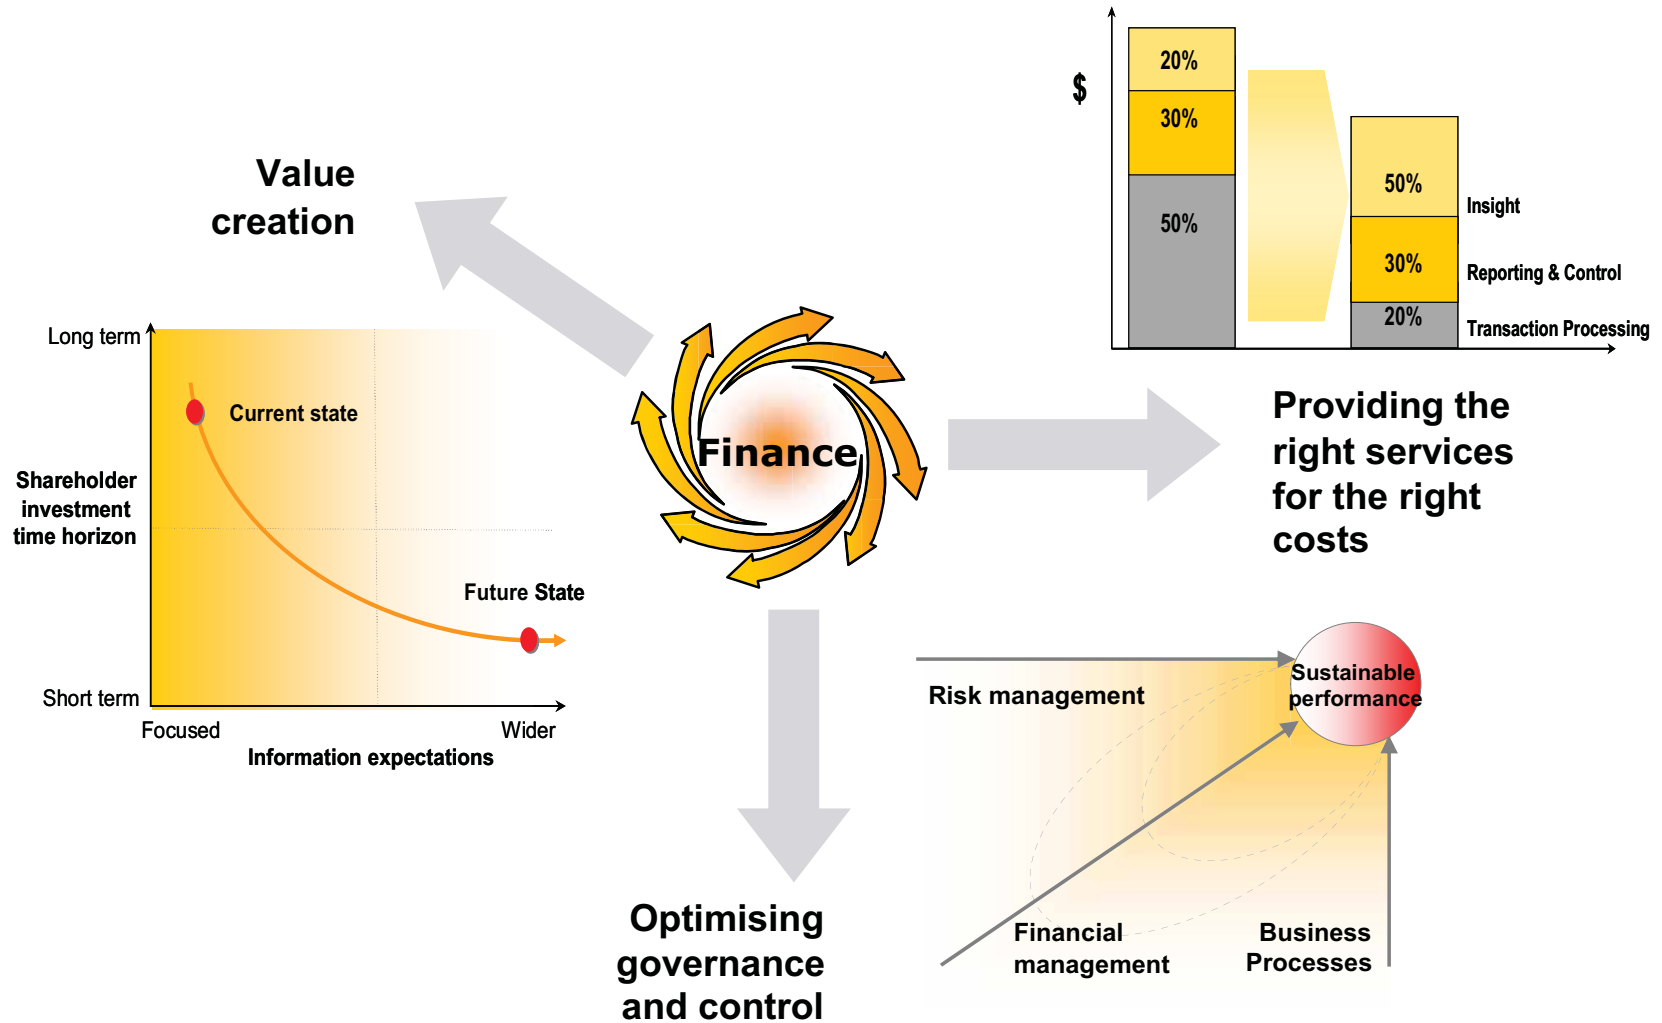 Value
creation
Long term
Current state
Shareholder
investment
time horizon
Future State
Short term
Focused
Wider
Information expectations
Finance
$
20%
30%
50%
50%
30%
20%
Insight
Reporting & Control
Transaction Processing
Providing the
right services
for the right
costs
Optimising
governance
and control
Risk management
Sustainable
performance
Financial
management
Business
Processes